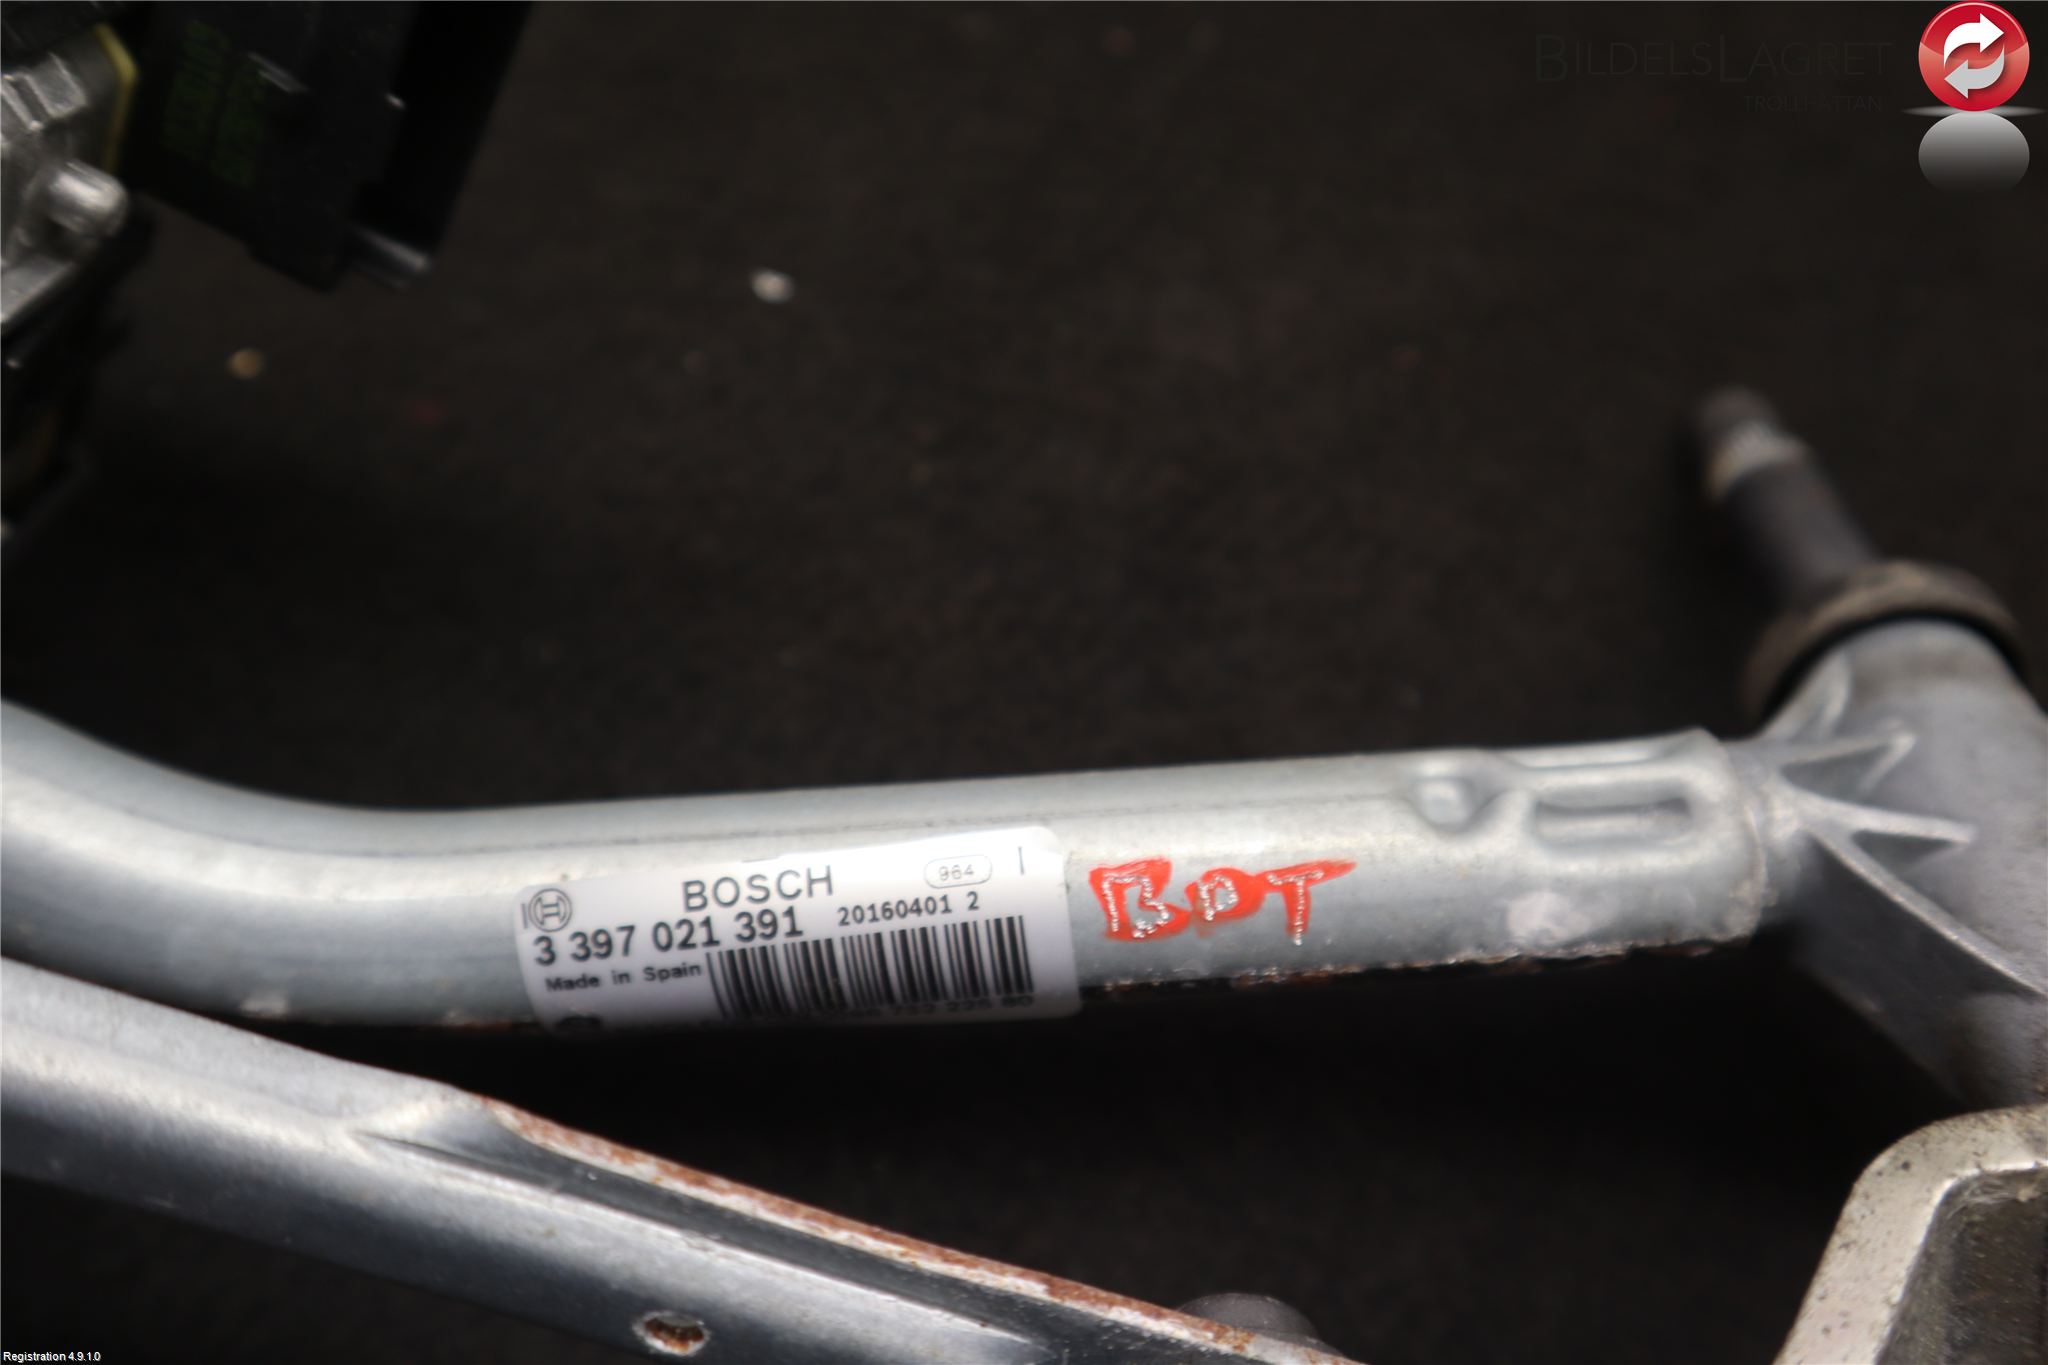 BILDELSLAGRET
TROLLHÄTTAN
BOSCH 964
3 397 021 391 20160401 2
Made in Spain
BDT
Registration 4.9.1.0